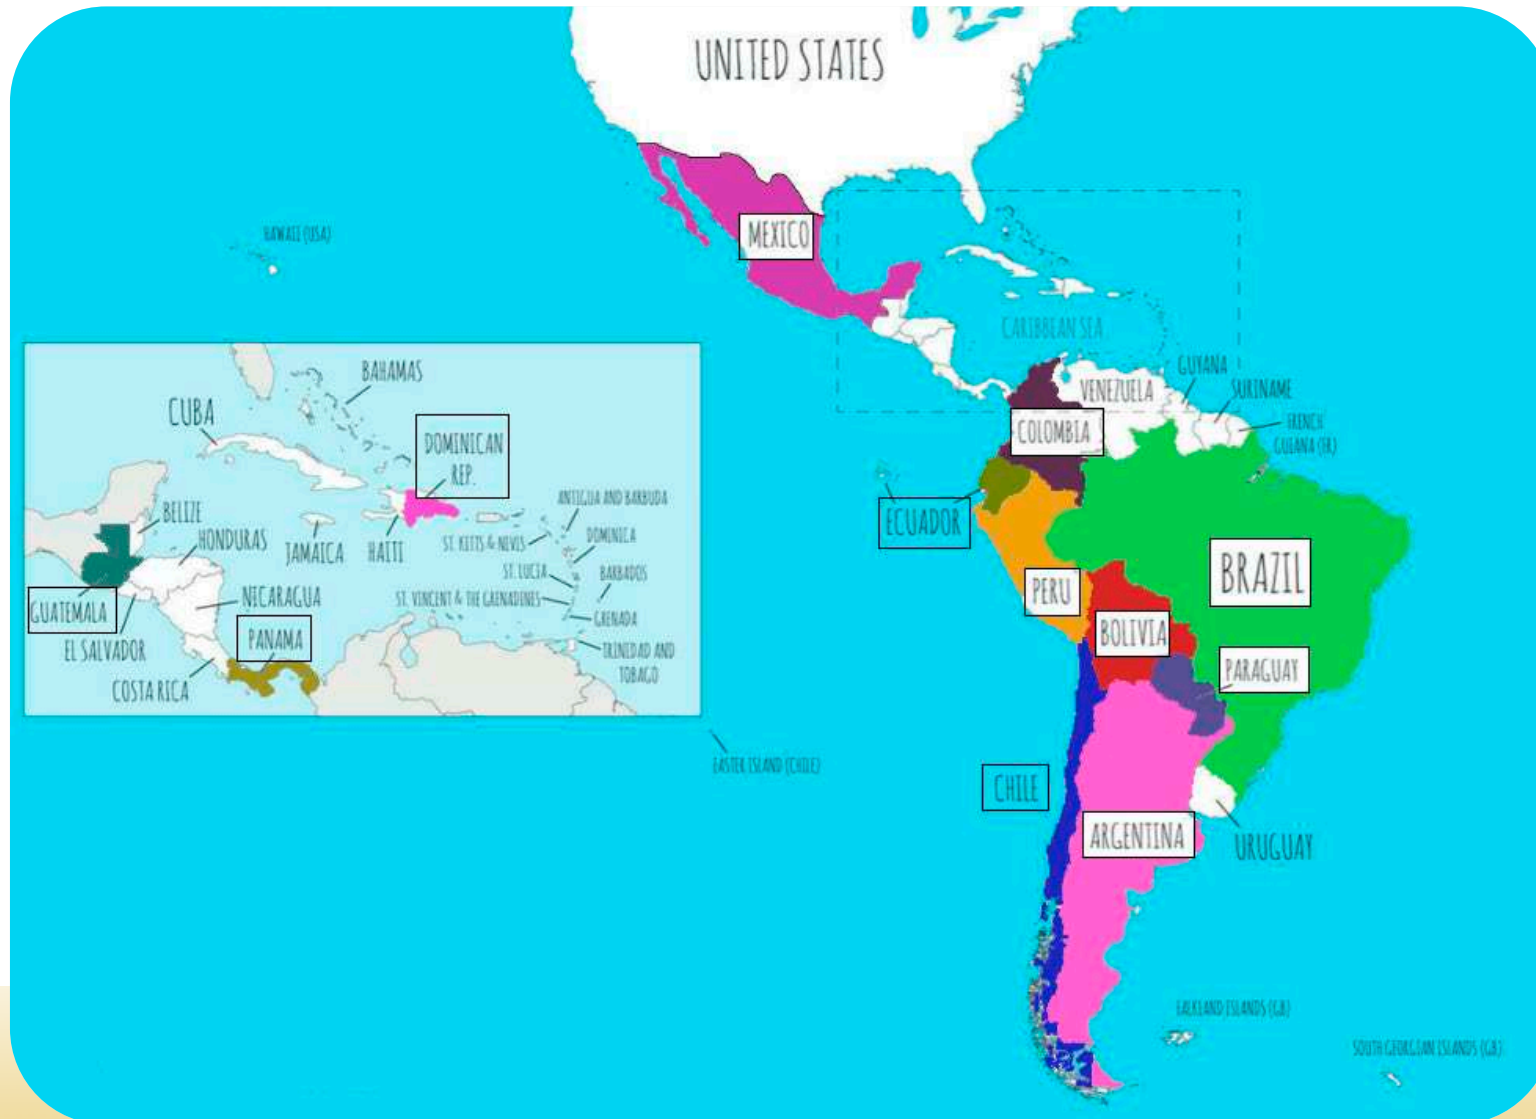 UNITED STATES
HAWAII (USA)
MEXICO
CARIBBEAN SEA
GUYANA
VENEZUELA
SURINAME
FRENCH
GUIANA (FR)
COLOMBIA
ECUADOR
BRAZIL
PERU
BOLIVIA
PARAGUAY
CHILE
ARGENTINA
URUGUAY
EASTER ISLAND (CHILE)
FALKLAND ISLANDS (GB)
SOUTH GEORGIAN ISLANDS (GB)
BAHAMAS
CUBA
DOMINICAN
REP.
BELIZE
HONDURAS
JAMAICA
HAITI
ANTIGUA AND BARBUDA
ST. KITTS & NEVIS
DOMINICA
ST. LUCIA
BARBADOS
ST. VINCENT & THE GRENADINES
GRENADA
TRINIDAD AND
TOBAGO
GUATEMALA
NICARAGUA
EL SALVADOR
PANAMA
COSTA RICA